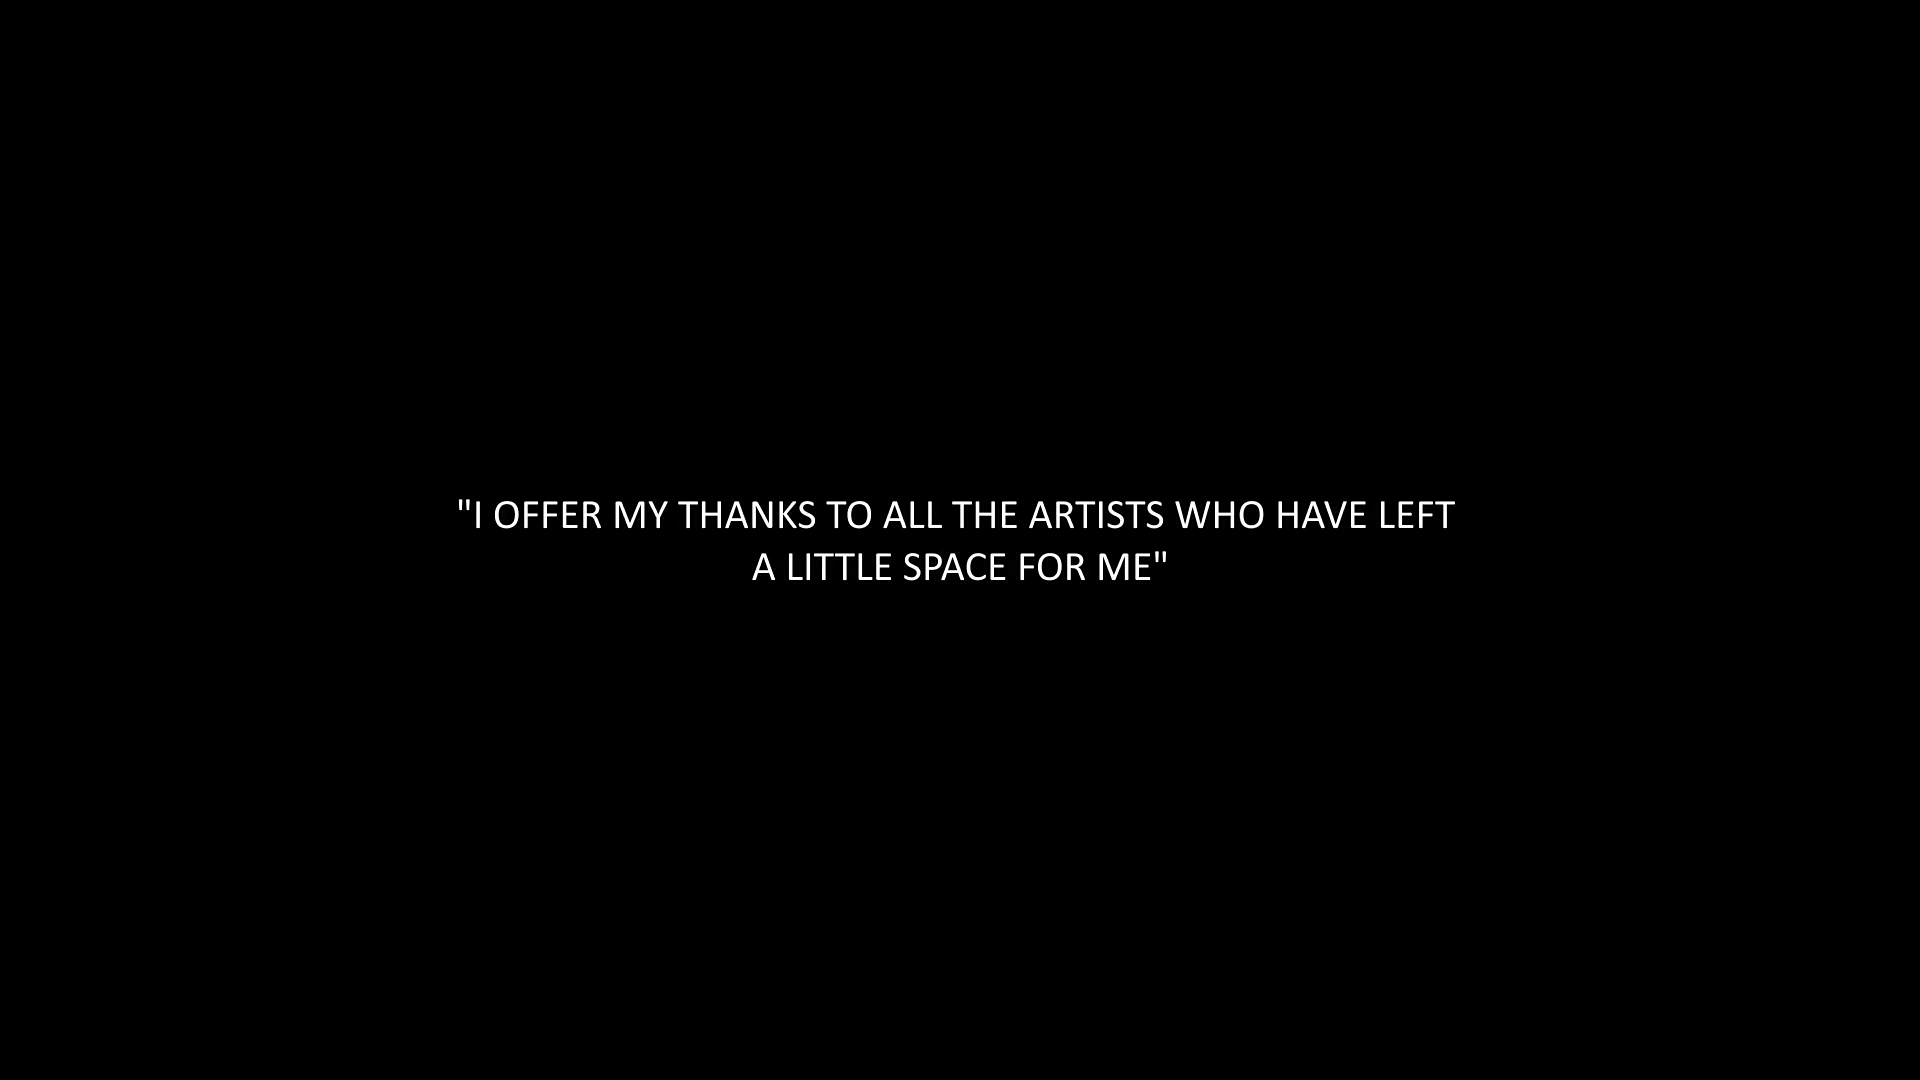 "I OFFER MY THANKS TO ALL THE ARTISTS WHO HAVE LEFT
A LITTLE SPACE FOR ME"